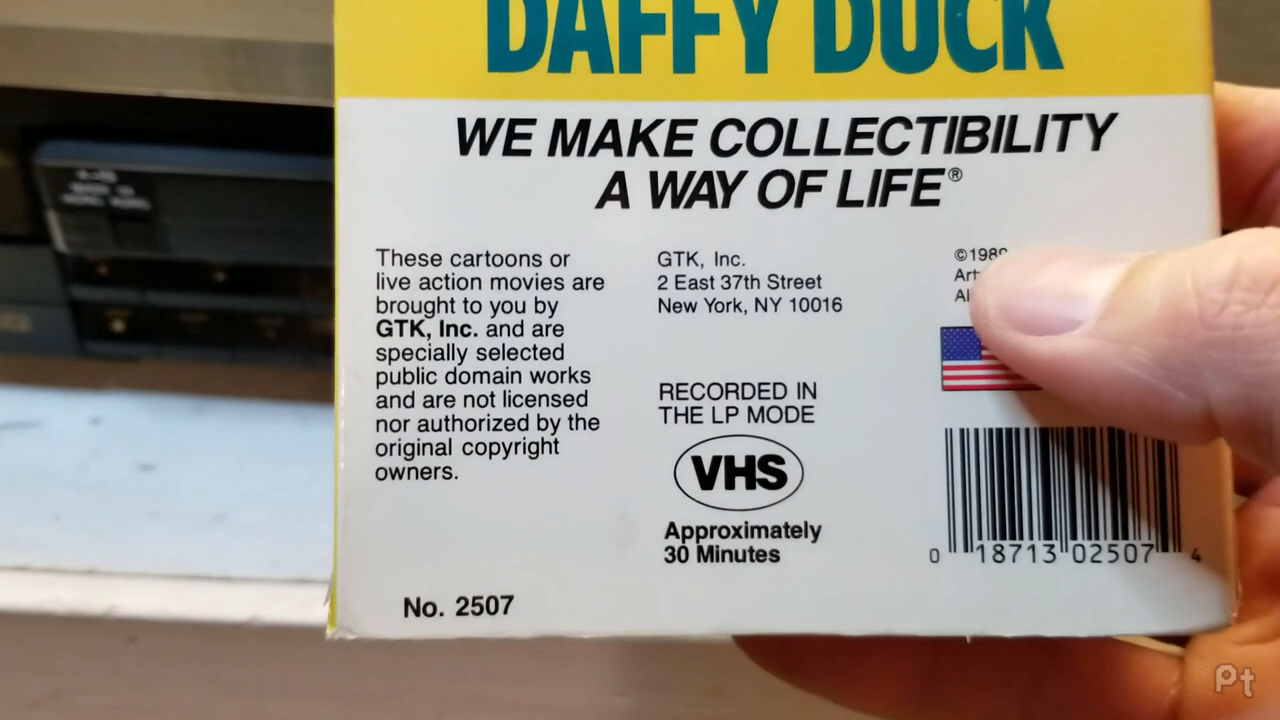 DAFFY DUCK
WE MAKE COLLECTIBILITY
A WAY OF LIFE®
These cartoons or
live action movies are
brought to you by
GTK, Inc. and are
specially selected
public domain works
and are not licensed
nor authorized by the
original copyright
owners.
No. 2507
GTK, Inc.
2 East 37th Street
New York, NY 10016
RECORDED IN
THE LP MODE
VHS
Approximately
30 Minutes
©1989
0 18713 02507 4
Pt